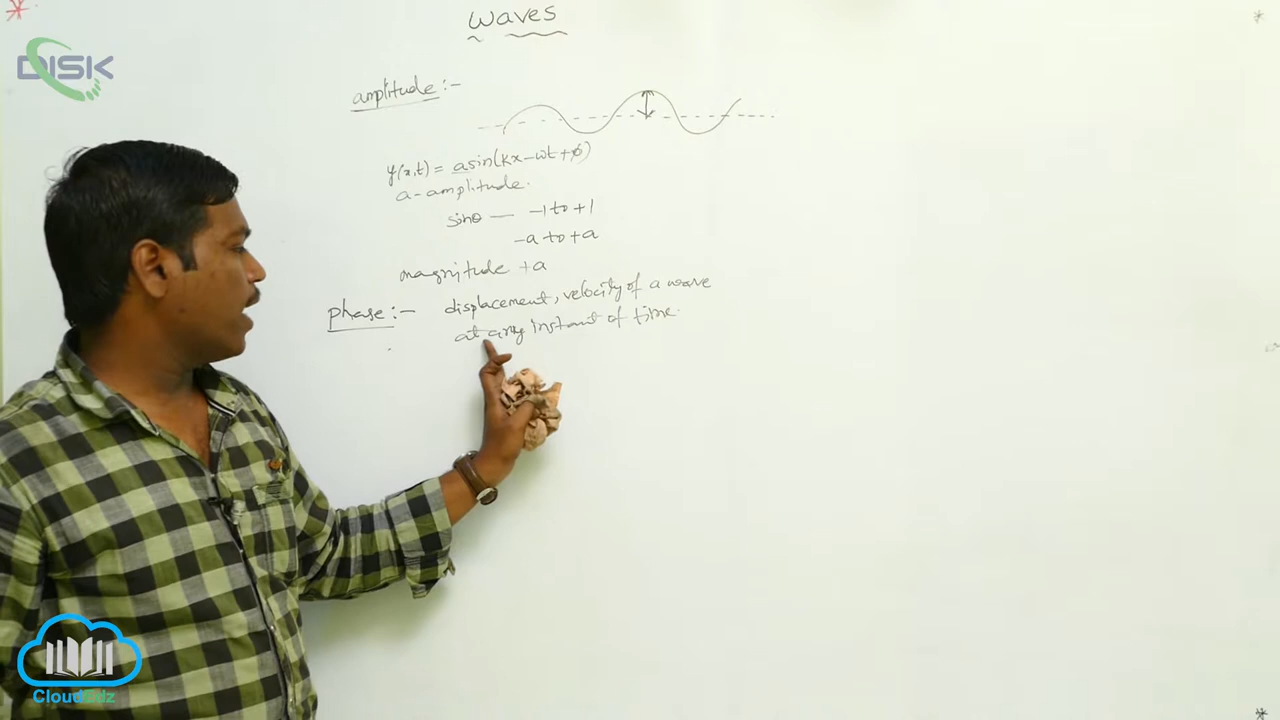 waves
DISK
amplitude :-
y(x,t) = asin(kx-wt+φ)
a - amplitude.
sinθ — -1 to +1
-a to +a
magnitude +a
phase :- displacement, velocity of a wave
at any instant of time.
CloudEdz